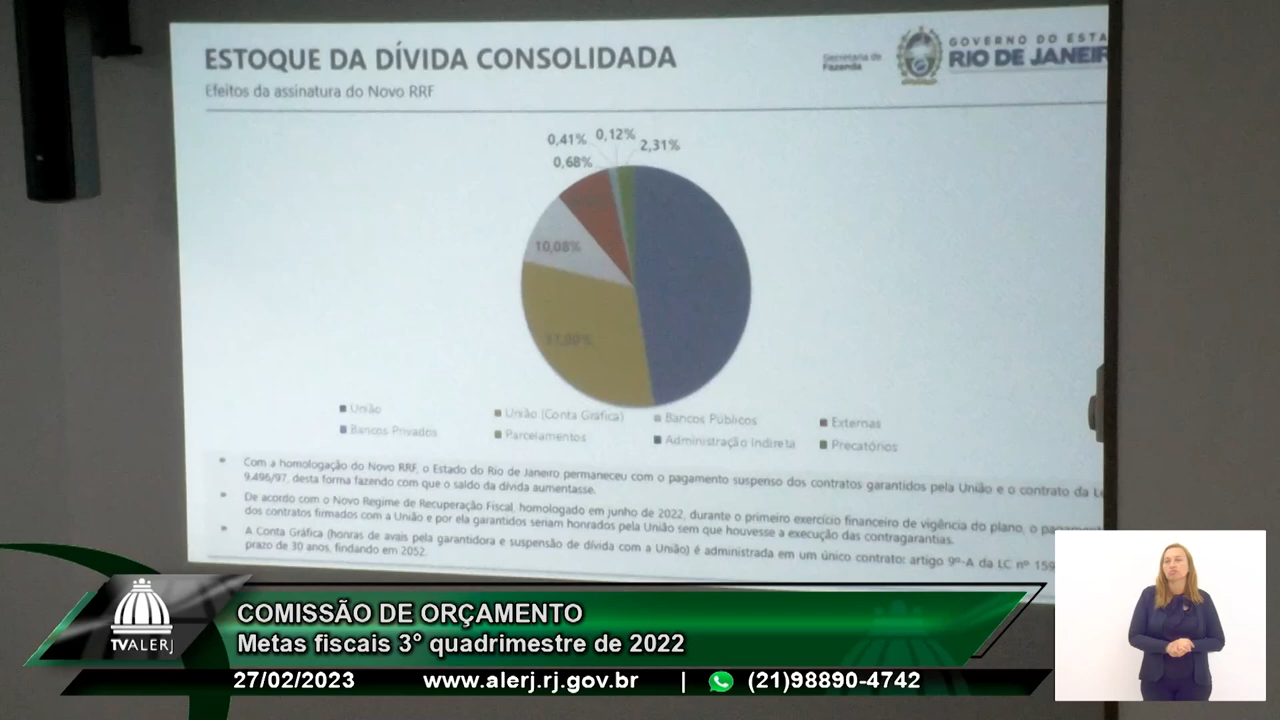 ESTOQUE DA DÍVIDA CONSOLIDADA
Efeitos da assinatura do Novo RRF
Secretaria de
Fazenda
GOVERNO DO ESTA
RIO DE JANEIR
0,41%
0,12%
2,31%
0,68%
10,08%
União
União (Conta Gráfica)
Bancos Públicos
Externas
Bancos Privados
Parcelamentos
Administração Indireta
Precatórios
Com a homologação do Novo RRF, o Estado do Rio de Janeiro permaneceu com o pagamento suspenso dos contratos garantidos pela União e o contrato da Le
9.496/97, desta forma fazendo com que o saldo da dívida aumentasse.
De acordo com o Novo Regime de Recuperação Fiscal, homologado em junho de 2022, durante o primeiro exercício financeiro de vigência do plano, o pagament
dos contratos firmados com a União e por ela garantidos seriam honrados pela União sem que houvesse a execução das contragarantias.
A Conta Gráfica (honras de avais pela garantidora e suspensão de dívida com a União) é administrada em um único contrato: artigo 9º-A da LC nº 159
prazo de 30 anos, findando em 2052.
TVALERJ
COMISSÃO DE ORÇAMENTO
Metas fiscais 3° quadrimestre de 2022
27/02/2023 www.alerj.rj.gov.br | (21)98890-4742